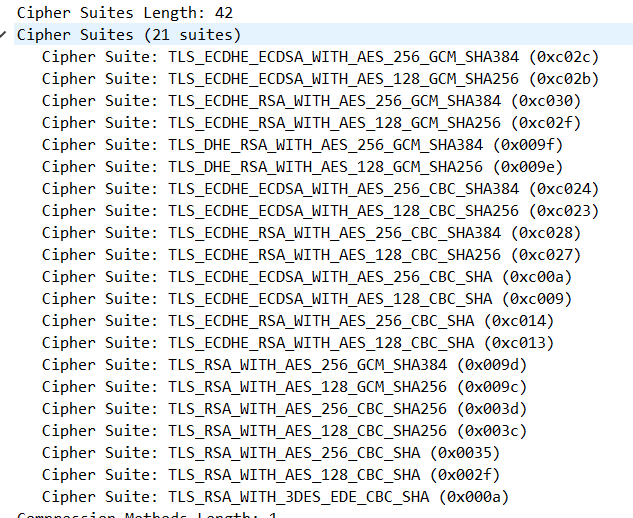 Cipher Suites Length: 42
Cipher Suites (21 suites)
Cipher Suite: TLS_ECDHE_ECDSA_WITH_AES_256_GCM_SHA384 (0xc02c)
Cipher Suite: TLS_ECDHE_ECDSA_WITH_AES_128_GCM_SHA256 (0xc02b)
Cipher Suite: TLS_ECDHE_RSA_WITH_AES_256_GCM_SHA384 (0xc030)
Cipher Suite: TLS_ECDHE_RSA_WITH_AES_128_GCM_SHA256 (0xc02f)
Cipher Suite: TLS_DHE_RSA_WITH_AES_256_GCM_SHA384 (0x009f)
Cipher Suite: TLS_DHE_RSA_WITH_AES_128_GCM_SHA256 (0x009e)
Cipher Suite: TLS_ECDHE_ECDSA_WITH_AES_256_CBC_SHA384 (0xc024)
Cipher Suite: TLS_ECDHE_ECDSA_WITH_AES_128_CBC_SHA256 (0xc023)
Cipher Suite: TLS_ECDHE_RSA_WITH_AES_256_CBC_SHA384 (0xc028)
Cipher Suite: TLS_ECDHE_RSA_WITH_AES_128_CBC_SHA256 (0xc027)
Cipher Suite: TLS_ECDHE_ECDSA_WITH_AES_256_CBC_SHA (0xc00a)
Cipher Suite: TLS_ECDHE_ECDSA_WITH_AES_128_CBC_SHA (0xc009)
Cipher Suite: TLS_ECDHE_RSA_WITH_AES_256_CBC_SHA (0xc014)
Cipher Suite: TLS_ECDHE_RSA_WITH_AES_128_CBC_SHA (0xc013)
Cipher Suite: TLS_RSA_WITH_AES_256_GCM_SHA384 (0x009d)
Cipher Suite: TLS_RSA_WITH_AES_128_GCM_SHA256 (0x009c)
Cipher Suite: TLS_RSA_WITH_AES_256_CBC_SHA256 (0x003d)
Cipher Suite: TLS_RSA_WITH_AES_128_CBC_SHA256 (0x003c)
Cipher Suite: TLS_RSA_WITH_AES_256_CBC_SHA (0x0035)
Cipher Suite: TLS_RSA_WITH_AES_128_CBC_SHA (0x002f)
Cipher Suite: TLS_RSA_WITH_3DES_EDE_CBC_SHA (0x000a)
Compression Methods Length: 1